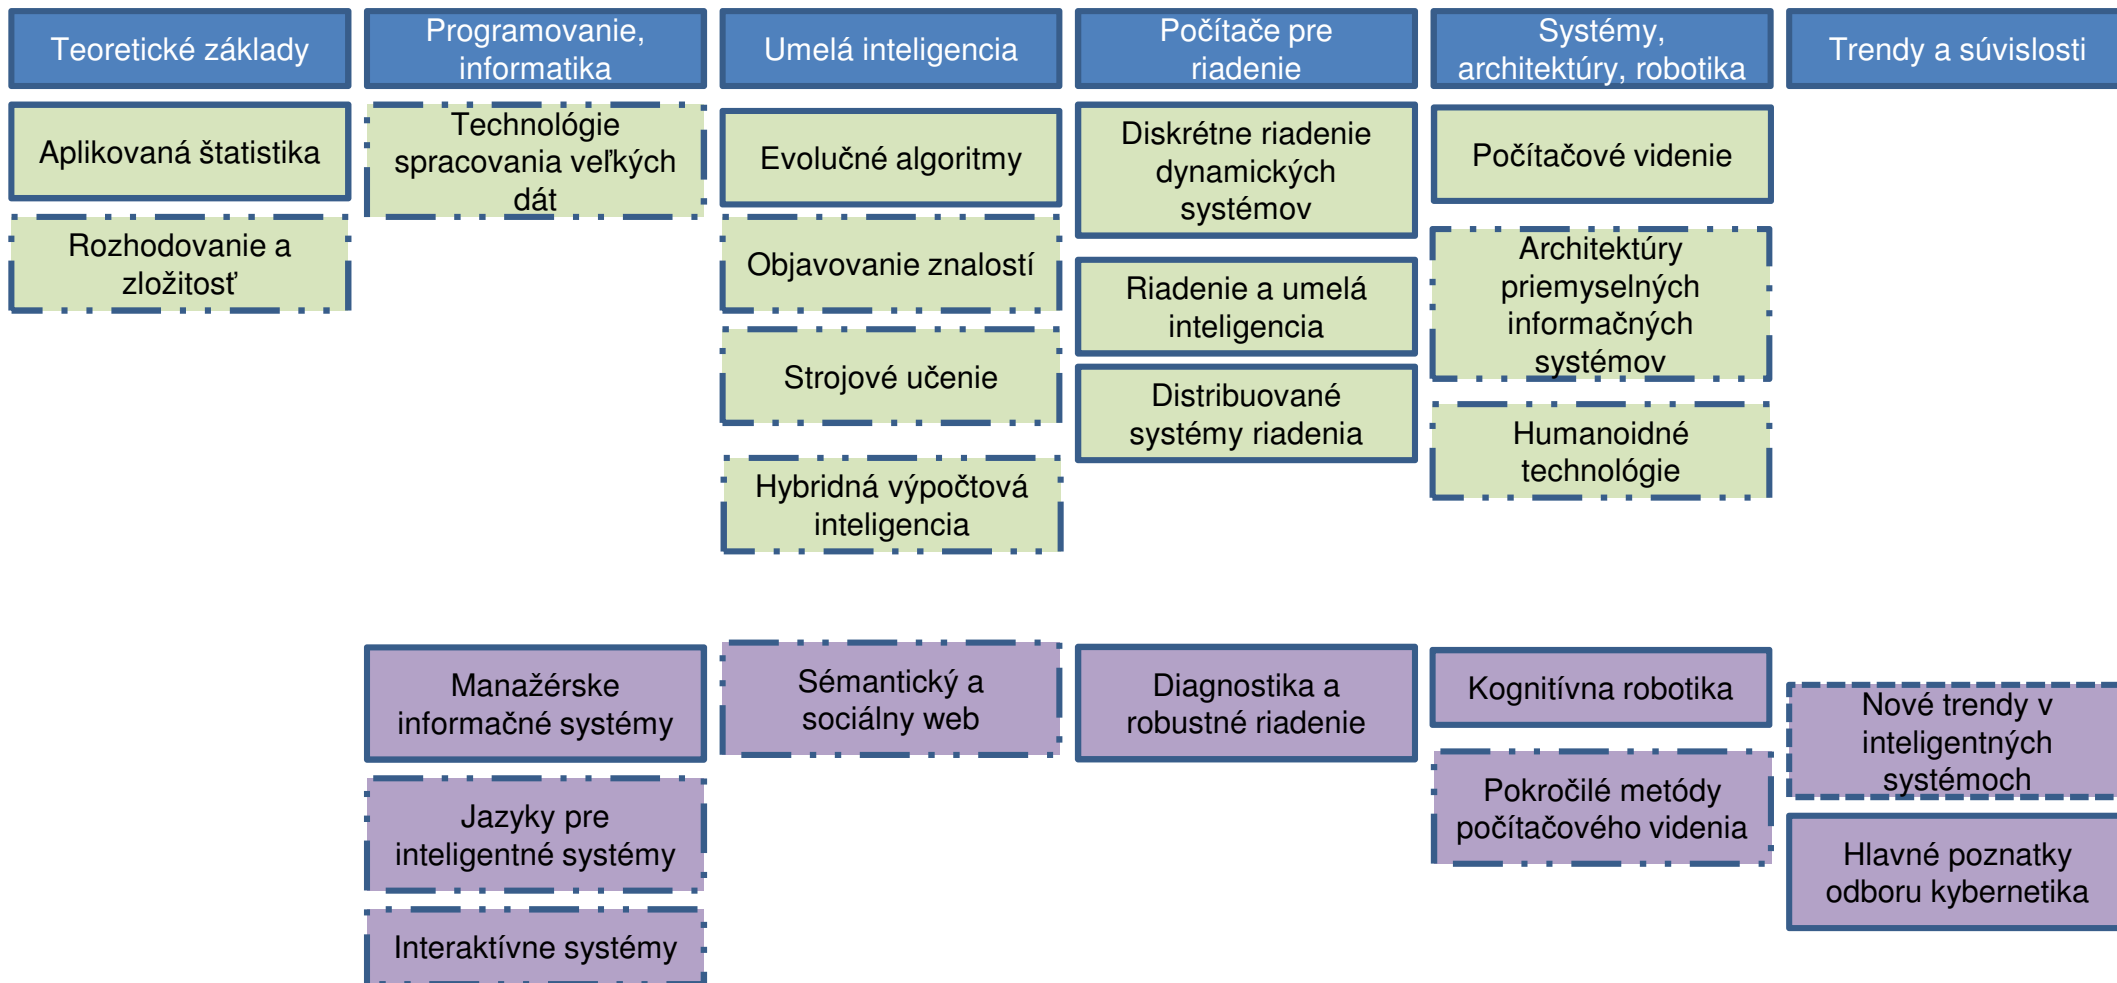 Teoretické základy
Programovanie,
informatika
Umelá inteligencia
Počítače pre
riadenie
Systémy,
architektúry, robotika
Trendy a súvislosti
Aplikovaná štatistika
Rozhodovanie a
zložitosť
Technológie
spracovania veľkých
dát
Evolučné algoritmy
Objavovanie znalostí
Strojové učenie
Hybridná výpočtová
inteligencia
Diskrétne riadenie
dynamických
systémov
Riadenie a umelá
inteligencia
Distribuované
systémy riadenia
Počítačové videnie
Architektúry
priemyselných
informačných
systémov
Humanoidné
technológie
Manažérske
informačné systémy
Jazyky pre
inteligentné systémy
Interaktívne systémy
Sémantický a
sociálny web
Diagnostika a
robustné riadenie
Kognitívna robotika
Pokročilé metódy
počítačového videnia
Nové trendy v
inteligentných
systémoch
Hlavné poznatky
odboru kybernetika